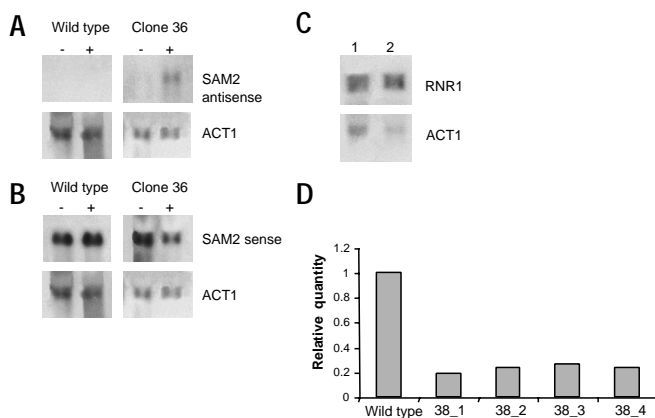 A
Wild type Clone 36
- + - +
SAM2
antisense
ACT1
B
Wild type Clone 36
- + - +
SAM2 sense
ACT1
C
1 2
RNR1
ACT1
D
Relative quantity
1.2
1
0.8
0.6
0.4
0.2
0
Wild type 38_1 38_2 38_3 38_4